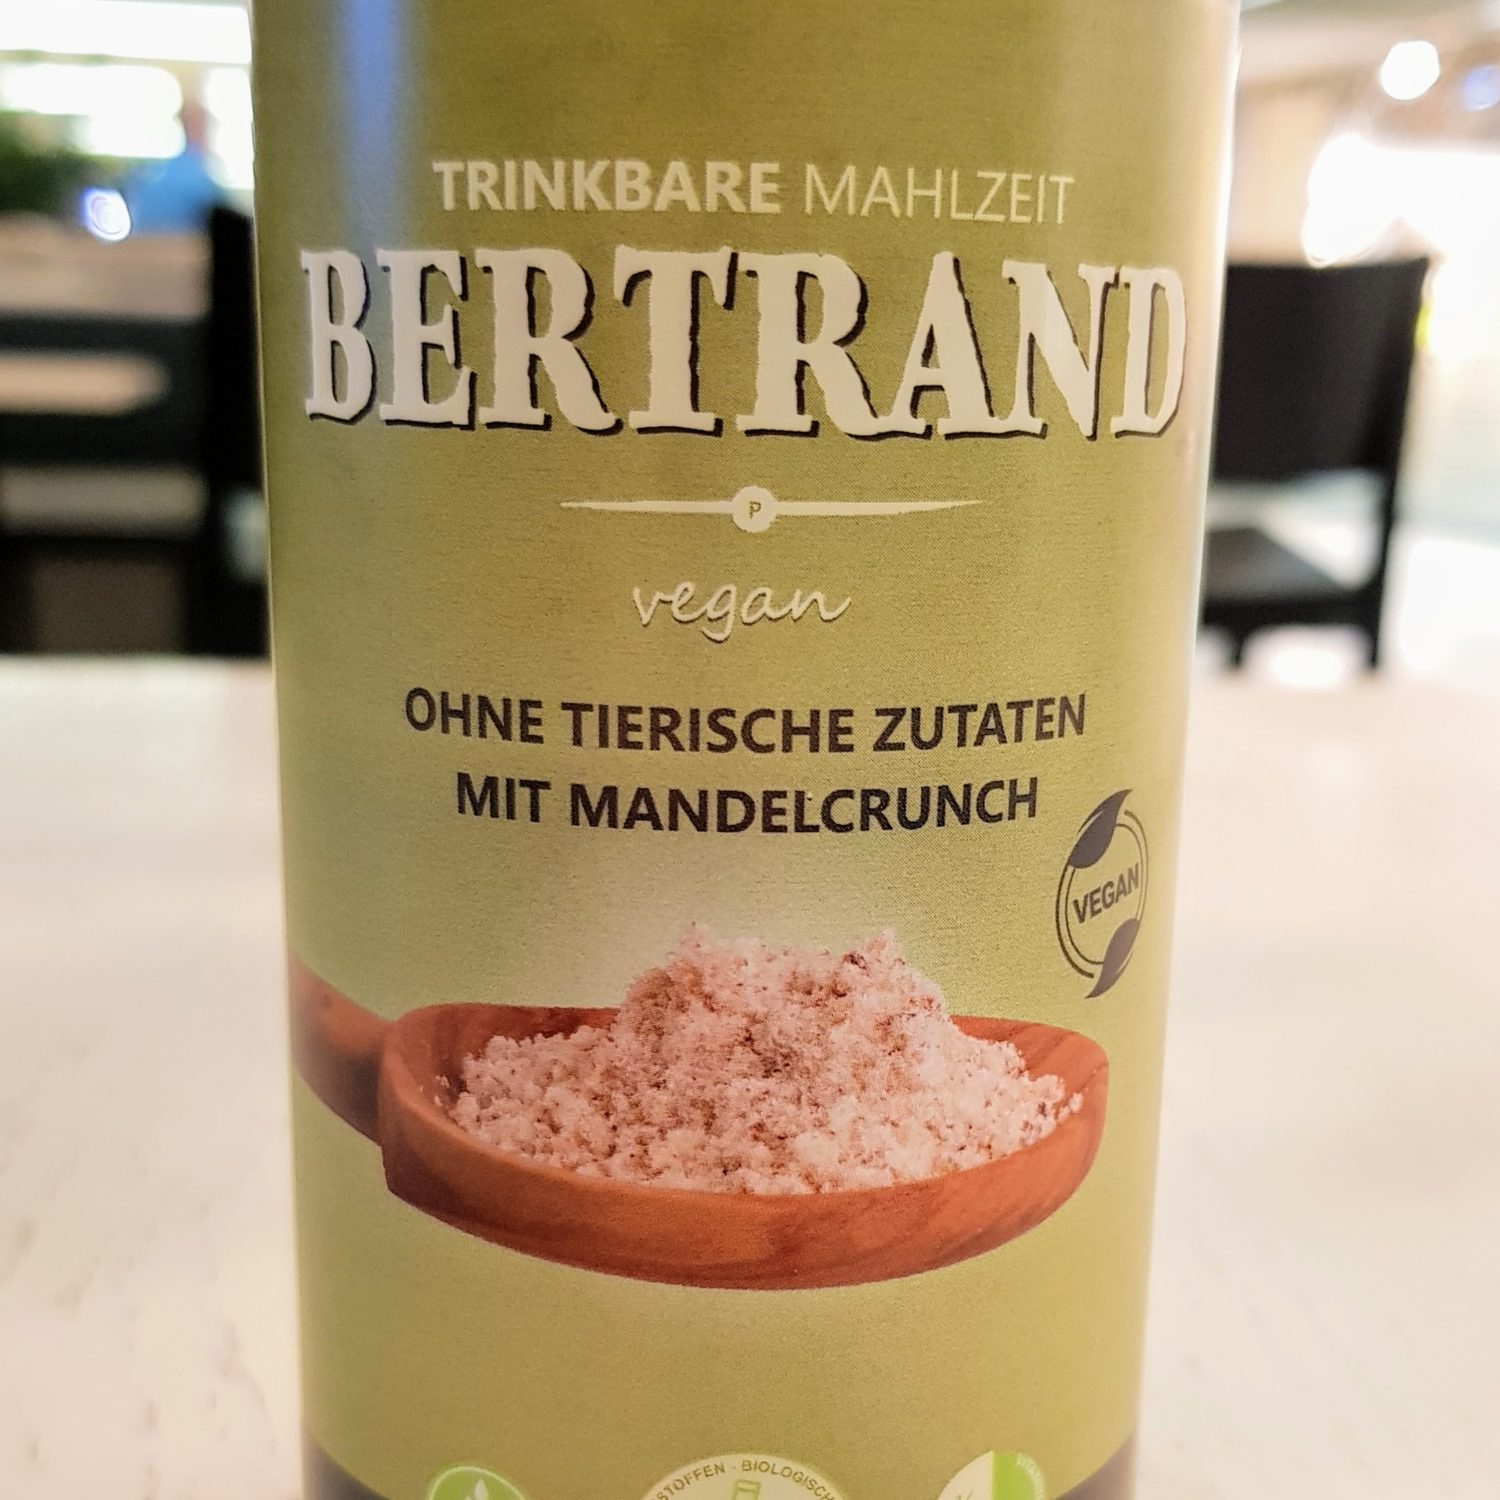 TRINKBARE MAHLZEIT
BERTRAND
P
vegan
OHNE TIERISCHE ZUTATEN
MIT MANDELCRUNCH
VEGAN